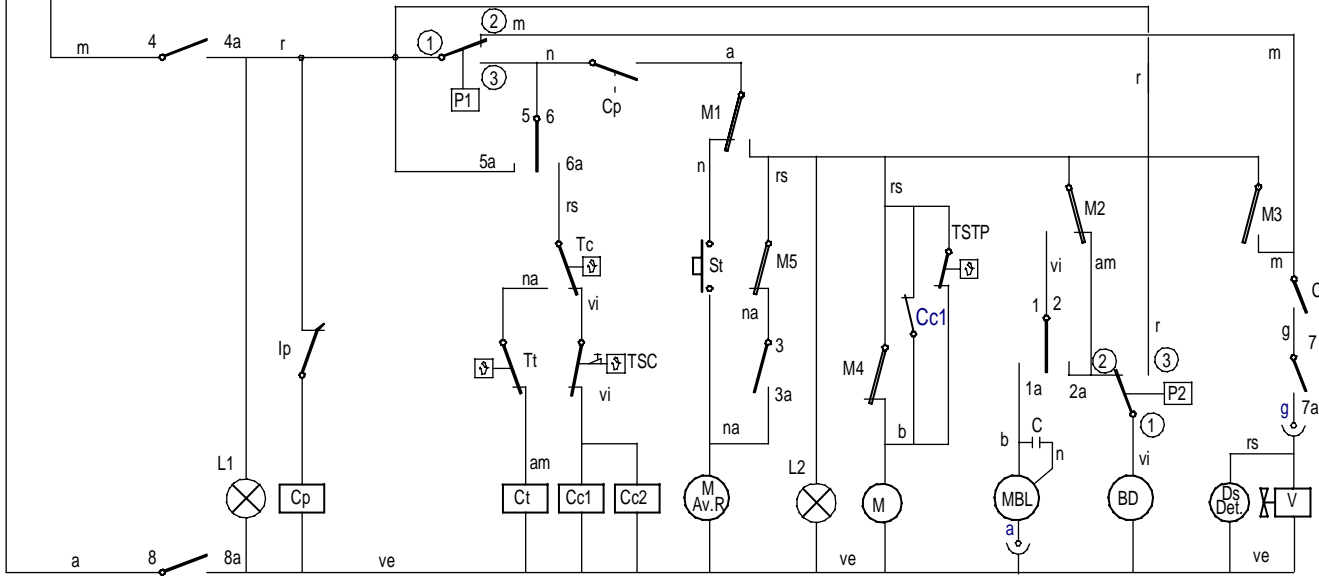 2 m
m 4 4a r 1 m
n a
3
P1 Cp r
5 6 M1
5a 6a
n rs rs
rs M2 M3
TSTP
Tc St M5 vi am m
ϑ C
na vi na Cc1 1 2 g
Ip 3 r 7
Tt TSC M4 2 3
ϑ ϑ 1a 2a P2
vi 3a g 7a
1
na b b C rs
L1 am L2 n vi
Cp Ct Cc1 Cc2 M Av.R M MBL BD Ds Det. V
a
a 8 8a ve ve ve